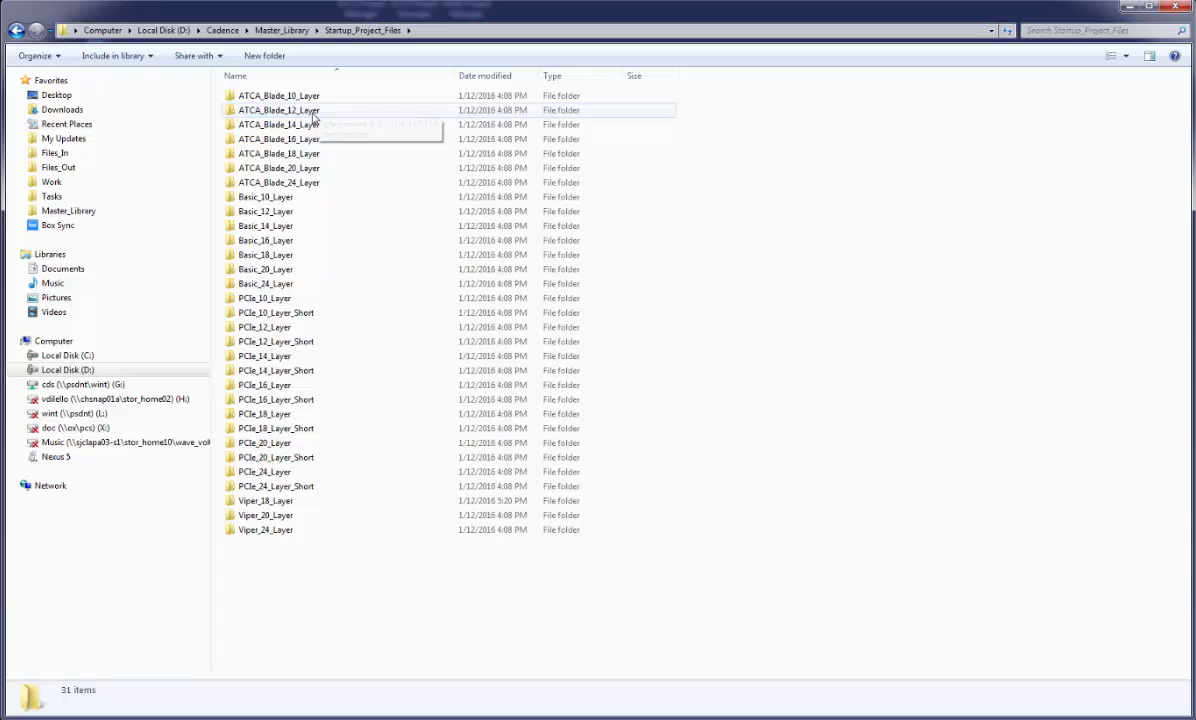 Computer Local Disk (D:) Cadence Master_Library Startup_Project_Files
Search Startup_Project_Files
Organize Include in library Share with New folder
Favorites
Desktop
Downloads
Recent Places
My Updates
Files_In
Files_Out
Work
Tasks
Master_Library
Box Sync
Libraries
Documents
Music
Pictures
Videos
Computer
Local Disk (C:)
Local Disk (D:)
cds (\\psdnt\wint) (G:)
vdilello (\\chsnap01a\stor_home02) (H:)
wint (\\psdnt) (L:)
doc (\\ox\pcs) (X:)
Music (\\sjclapa03-s1\stor_home10\wave_vol
Nexus 5
Network
Name Date modified Type Size
ATCA_Blade_10_Layer 1/12/2016 4:08 PM File folder
ATCA_Blade_12_Layer 1/12/2016 4:08 PM File folder
ATCA_Blade_14_Layer 1/12/2016 4:08 PM File folder
ATCA_Blade_16_Layer 1/12/2016 4:08 PM File folder
ATCA_Blade_18_Layer 1/12/2016 4:08 PM File folder
ATCA_Blade_20_Layer 1/12/2016 4:08 PM File folder
ATCA_Blade_24_Layer 1/12/2016 4:08 PM File folder
Basic_10_Layer 1/12/2016 4:08 PM File folder
Basic_12_Layer 1/12/2016 4:08 PM File folder
Basic_14_Layer 1/12/2016 4:08 PM File folder
Basic_16_Layer 1/12/2016 4:08 PM File folder
Basic_18_Layer 1/12/2016 4:08 PM File folder
Basic_20_Layer 1/12/2016 4:08 PM File folder
Basic_24_Layer 1/12/2016 4:08 PM File folder
PCIe_10_Layer 1/12/2016 4:08 PM File folder
PCIe_10_Layer_Short 1/12/2016 4:08 PM File folder
PCIe_12_Layer 1/12/2016 4:08 PM File folder
PCIe_12_Layer_Short 1/12/2016 4:08 PM File folder
PCIe_14_Layer 1/12/2016 4:08 PM File folder
PCIe_14_Layer_Short 1/12/2016 4:08 PM File folder
PCIe_16_Layer 1/12/2016 4:08 PM File folder
PCIe_16_Layer_Short 1/12/2016 4:08 PM File folder
PCIe_18_Layer 1/12/2016 4:08 PM File folder
PCIe_18_Layer_Short 1/12/2016 4:08 PM File folder
PCIe_20_Layer 1/12/2016 4:08 PM File folder
PCIe_20_Layer_Short 1/12/2016 4:08 PM File folder
PCIe_24_Layer 1/12/2016 4:08 PM File folder
PCIe_24_Layer_Short 1/12/2016 4:08 PM File folder
Viper_18_Layer 1/12/2016 5:20 PM File folder
Viper_20_Layer 1/12/2016 4:08 PM File folder
Viper_24_Layer 1/12/2016 4:08 PM File folder
31 items